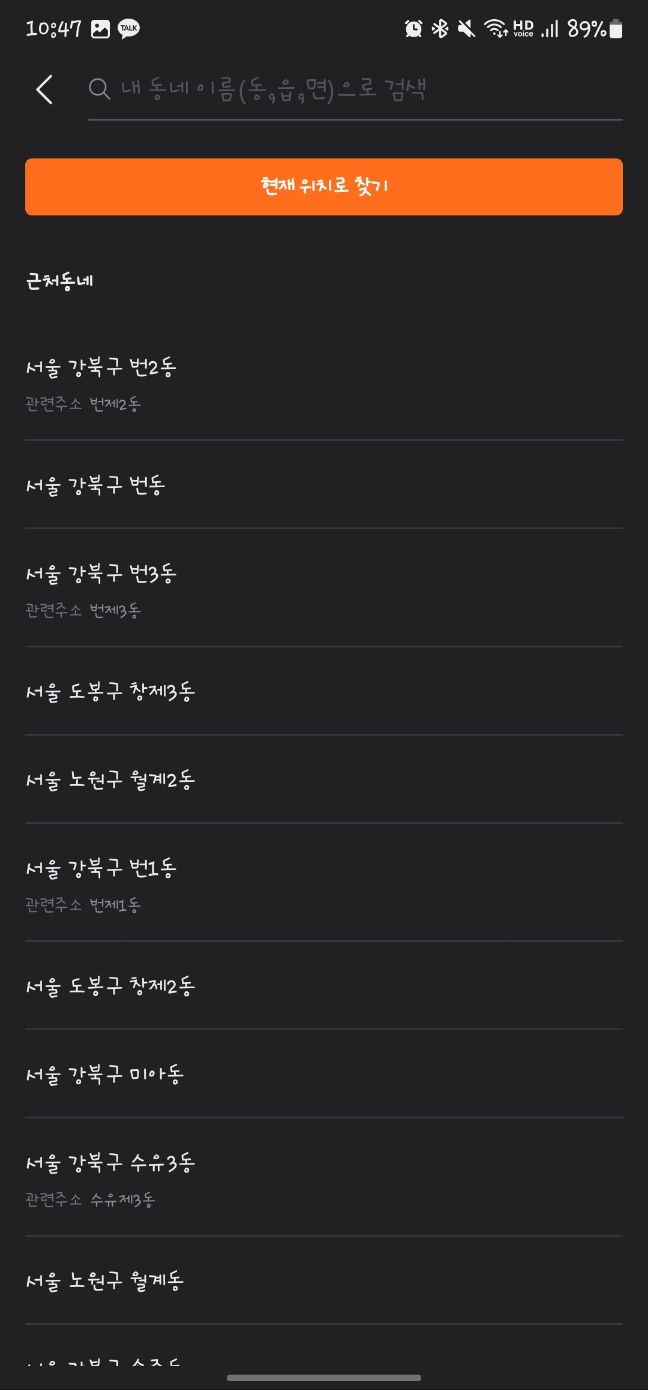 10:47 TALK HD voice 89%
내 동네 이름(동,읍,면)으로 검색
현재 위치로 찾기
근처동네
서울 강북구 번2동
관련주소 번제2동
서울 강북구 번동
서울 강북구 번3동
관련주소 번제3동
서울 도봉구 창제3동
서울 노원구 월계2동
서울 강북구 번1동
관련주소 번제1동
서울 도봉구 창제2동
서울 강북구 미아동
서울 강북구 수유3동
관련주소 수유제3동
서울 노원구 월계동
서울 강북구